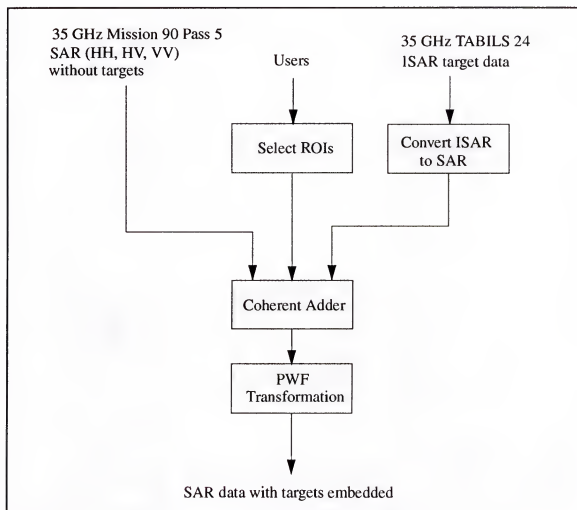 35 GHz Mission 90 Pass 5
SAR (HH, HV, VV)
without targets
Users
35 GHz TABILS 24
ISAR target data
Select ROIs
Convert ISAR
to SAR
Coherent Adder
PWF
Transformation
SAR data with targets embedded